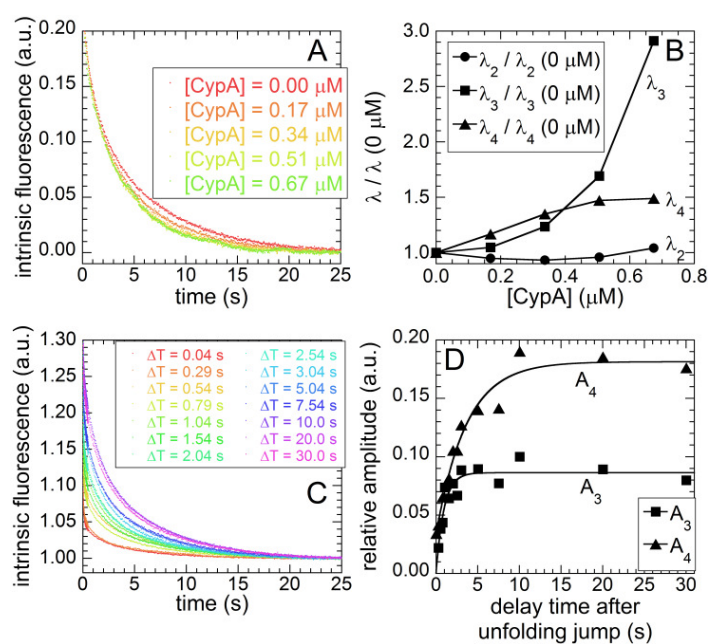 0.20
0.15
0.10
0.05
0.00
intrinsic fluorescence (a.u.)
A
[CypA] = 0.00 μM
[CypA] = 0.17 μM
[CypA] = 0.34 μM
[CypA] = 0.51 μM
[CypA] = 0.67 μM
0 5 10 15 20 25
time (s)
3.0
2.5
2.0
1.5
1.0
λ / λ (0 μM)
B
λ2 / λ2 (0 μM)
λ3 / λ3 (0 μM)
λ4 / λ4 (0 μM)
λ3
λ4
λ2
0.0 0.2 0.4 0.6 0.8
[CypA] (μM)
1.30
1.25
1.20
1.15
1.10
1.05
1.00
intrinsic fluorescence (a.u.)
ΔT = 0.04 s ΔT = 2.54 s
ΔT = 0.29 s ΔT = 3.04 s
ΔT = 0.54 s ΔT = 5.04 s
ΔT = 0.79 s ΔT = 7.54 s
ΔT = 1.04 s ΔT = 10.0 s
ΔT = 1.54 s ΔT = 20.0 s
ΔT = 2.04 s ΔT = 30.0 s
C
0 5 10 15 20 25
time (s)
0.20
0.15
0.10
0.05
0.00
relative amplitude (a.u.)
D
A4
A3
A3
A4
0 5 10 15 20 25 30
delay time after
unfolding jump (s)